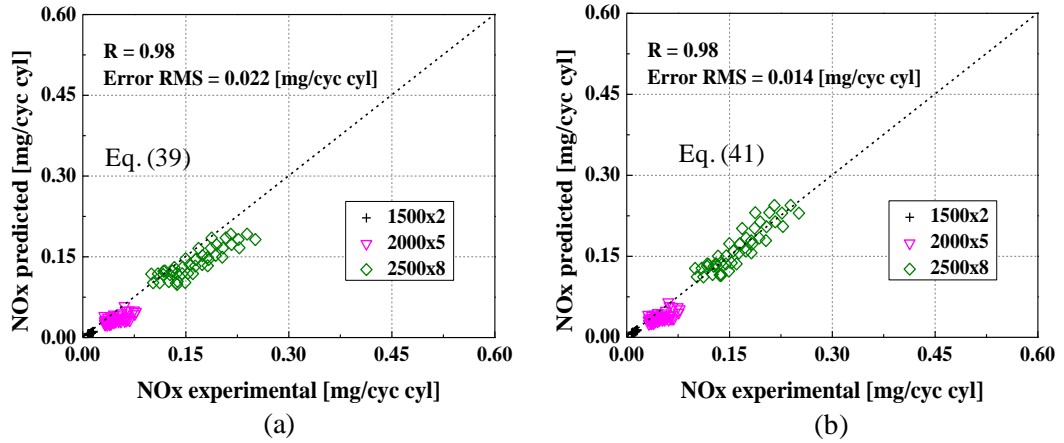 0.60
0.45
0.30
0.15
0.00
NOx predicted [mg/cyc cyl]
R = 0.98
Error RMS = 0.022 [mg/cyc cyl]
Eq. (39)
1500x2
2000x5
2500x8
0.00 0.15 0.30 0.45 0.60
NOx experimental [mg/cyc cyl]
(a)
0.60
0.45
0.30
0.15
0.00
NOx predicted [mg/cyc cyl]
R = 0.98
Error RMS = 0.014 [mg/cyc cyl]
Eq. (41)
1500x2
2000x5
2500x8
0.00 0.15 0.30 0.45 0.60
NOx experimental [mg/cyc cyl]
(b)